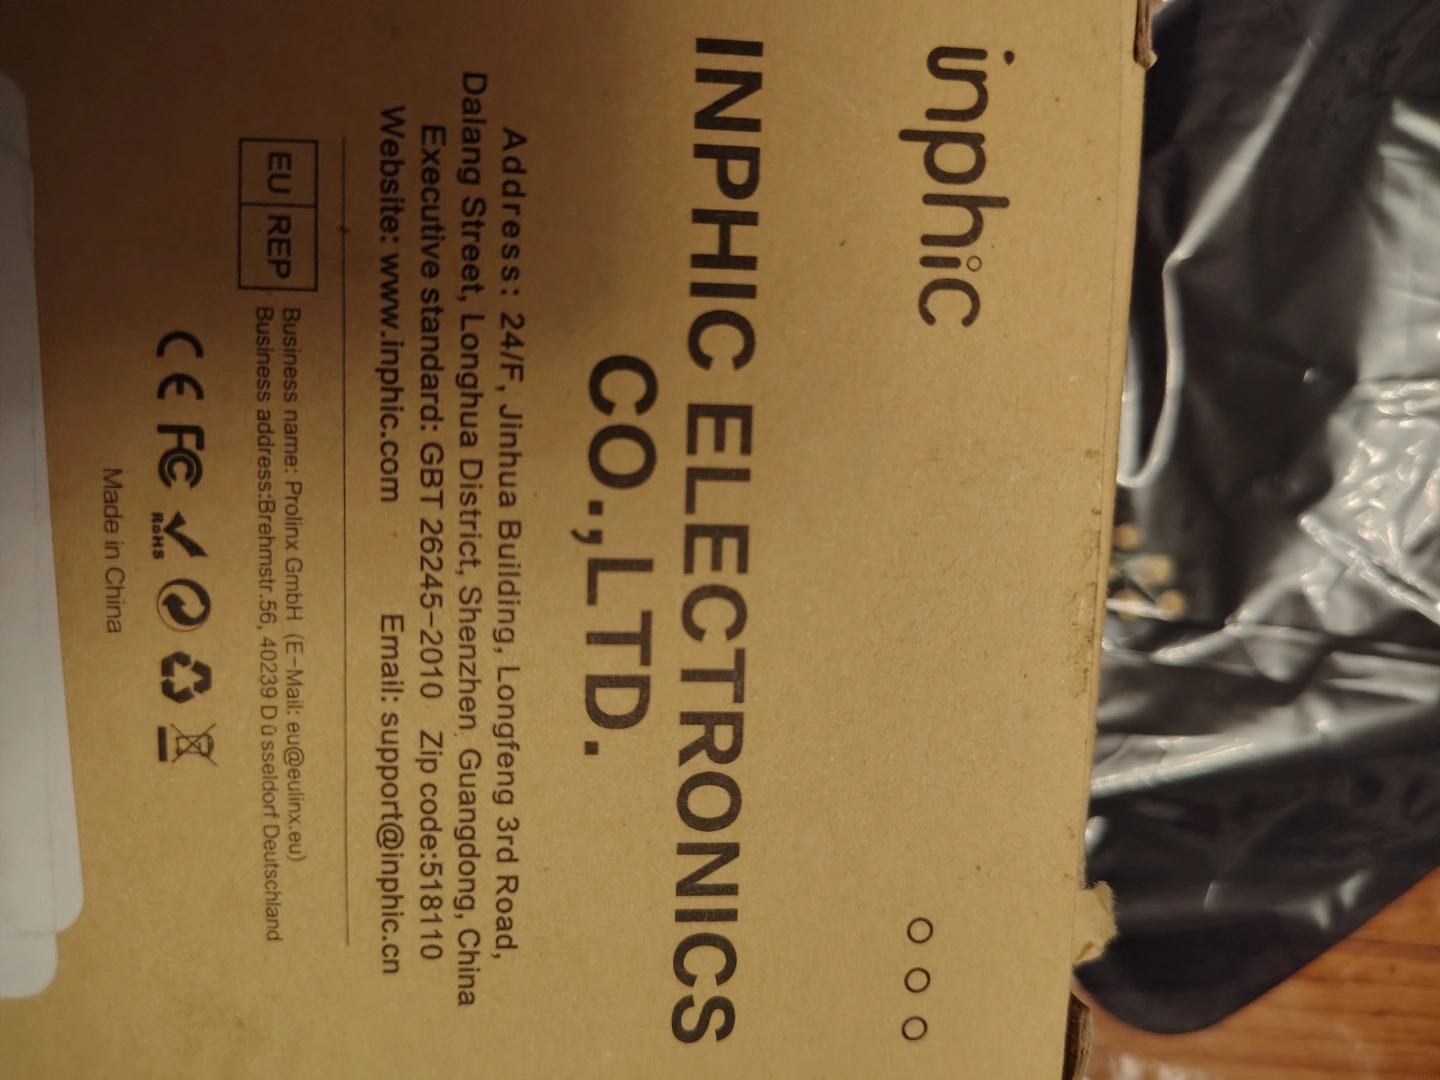 inphic
INPHIC ELECTRONICS
CO.,LTD.
Address: 24/F, Jinhua Building, Longfeng 3rd Road,
Dalang Street, Longhua District, Shenzhen, Guangdong, China
Executive standard: GBT 26245-2010 Zip code:518110
Website: www.inphic.com Email: support@inphic.cn
EU REP
Business name: Prolinx GmbH (E-Mail: eu@eulinx.eu)
Business address:Brehmstr.56, 40239 Düsseldorf Deutschland
CE FC RoHS
Made in China